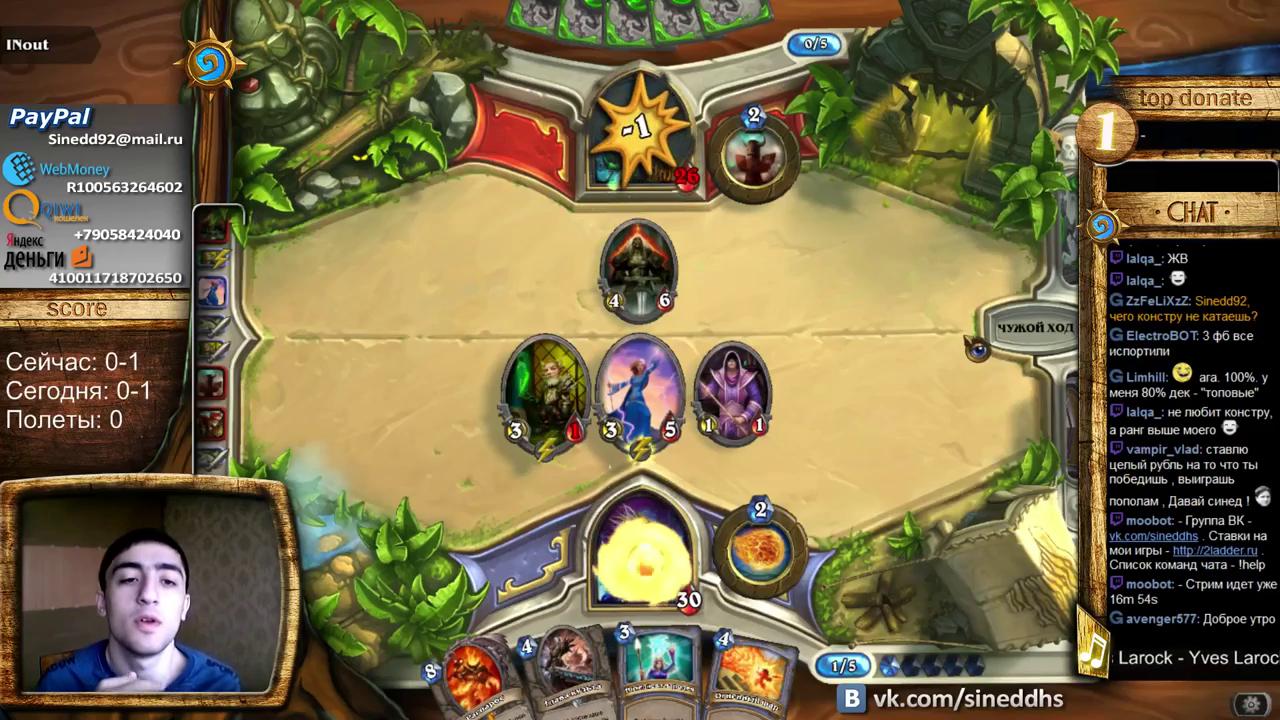 INout
PayPal
Sinedd92@mail.ru
WebMoney
R100563264602
QIWI
кошелек
+79058424040
Яндекс
деньги
410011718702650
score
Сейчас: 0-1
Сегодня: 0-1
Полеты: 0
0/5
-1
26
2
4
6
ЧУЖОЙ ХОД
3
1
3
5
1
1
2
30
8
4
3
4
1/5
vk.com/sineddhs
top donate
1
-
· CHAT ·
lalqa_: ЖВ
lalqa_:
ZzFeLiXzZ: Sinedd92,
чего констру не катаешь?
ElectroBOT: 3 фб все
испортили
Limhill: ага. 100%. у
меня 80% дек - "топовые"
lalqa_: не любит констру,
а ранг выше моего
vampir_vlad: ставлю
целый рубль на то что ты
победишь , выиграшь
пополам , Давай синед !
moobot: - Группа ВК -
vk.com/sineddhs . Ставки на
мои игры - http://2ladder.ru .
Список команд чата - !help
moobot: - Стрим идет уже
16m 54s
avenger577: Доброе утро
Larock - Yves Laroc